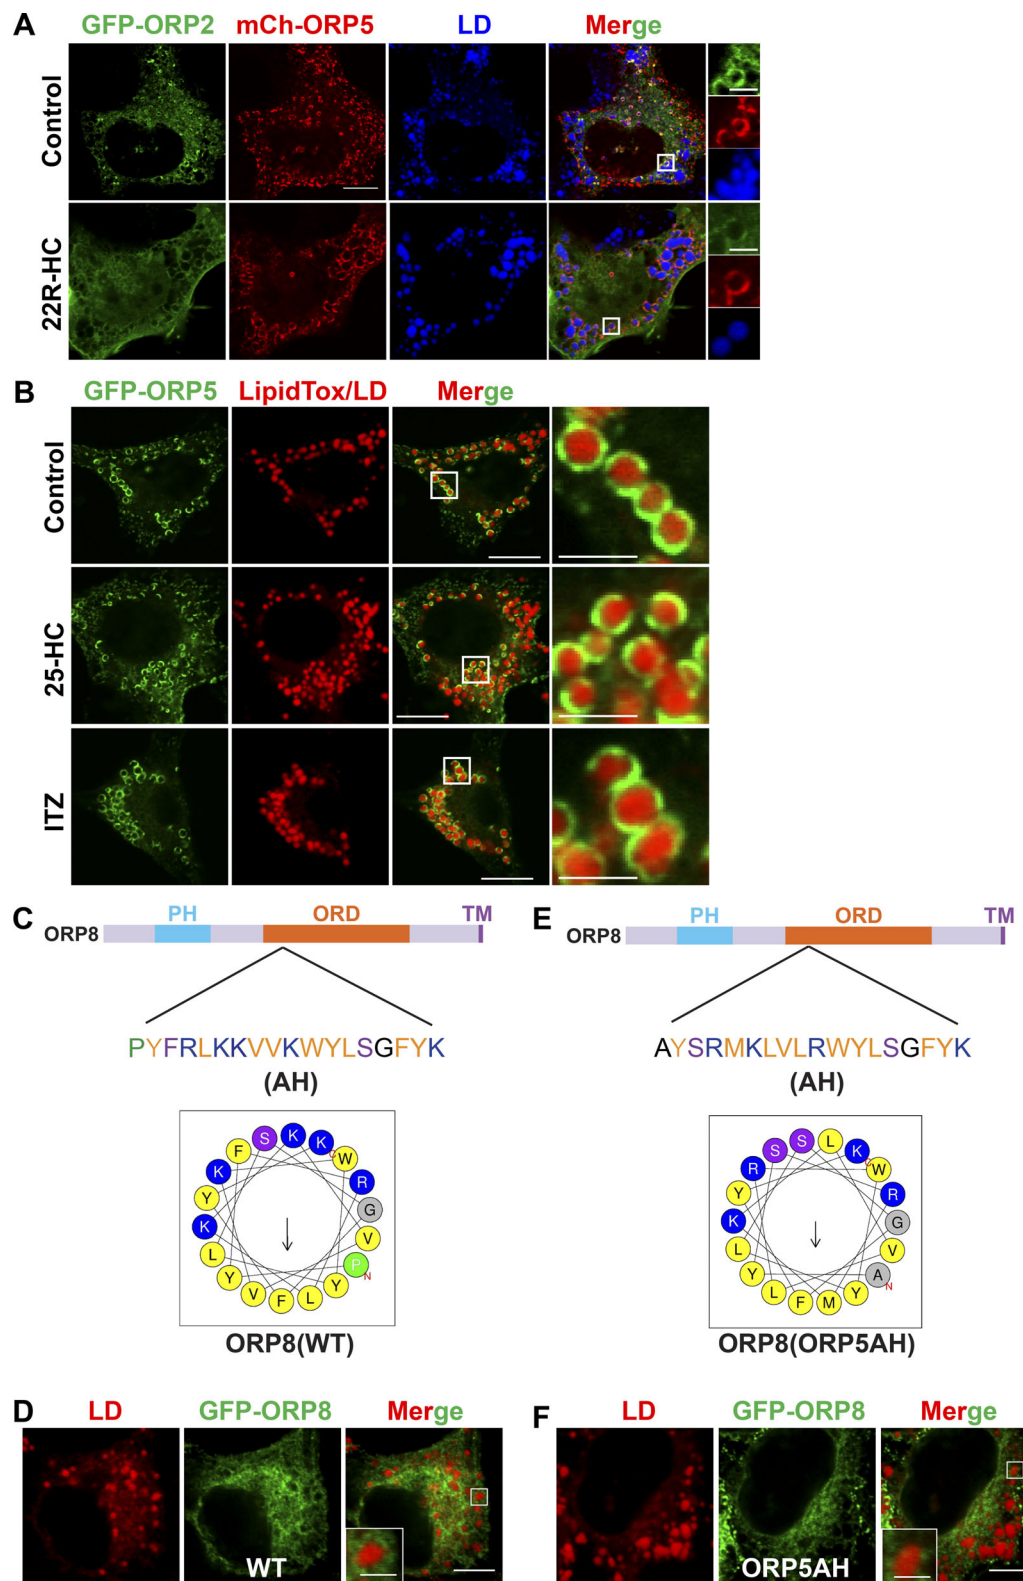 A
GFP-ORP2 mCh-ORP5 LD Merge
Control
22R-HC
B
GFP-ORP5 LipidTox/LD Merge
Control
25-HC
ITZ
C
PH ORD TM
ORP8
PYFRLKKVVKWYLSGFYK
(AH)
S K K C W R G V P N Y L F V Y L K Y K F
ORP8(WT)
E
PH ORD TM
ORP8
AYSRMKLVLRWYLSGFYK
(AH)
S L K C W R G V A N Y M F L Y L K Y R S
ORP8(ORP5AH)
D
LD GFP-ORP8 Merge
WT
F
LD GFP-ORP8 Merge
ORP5AH